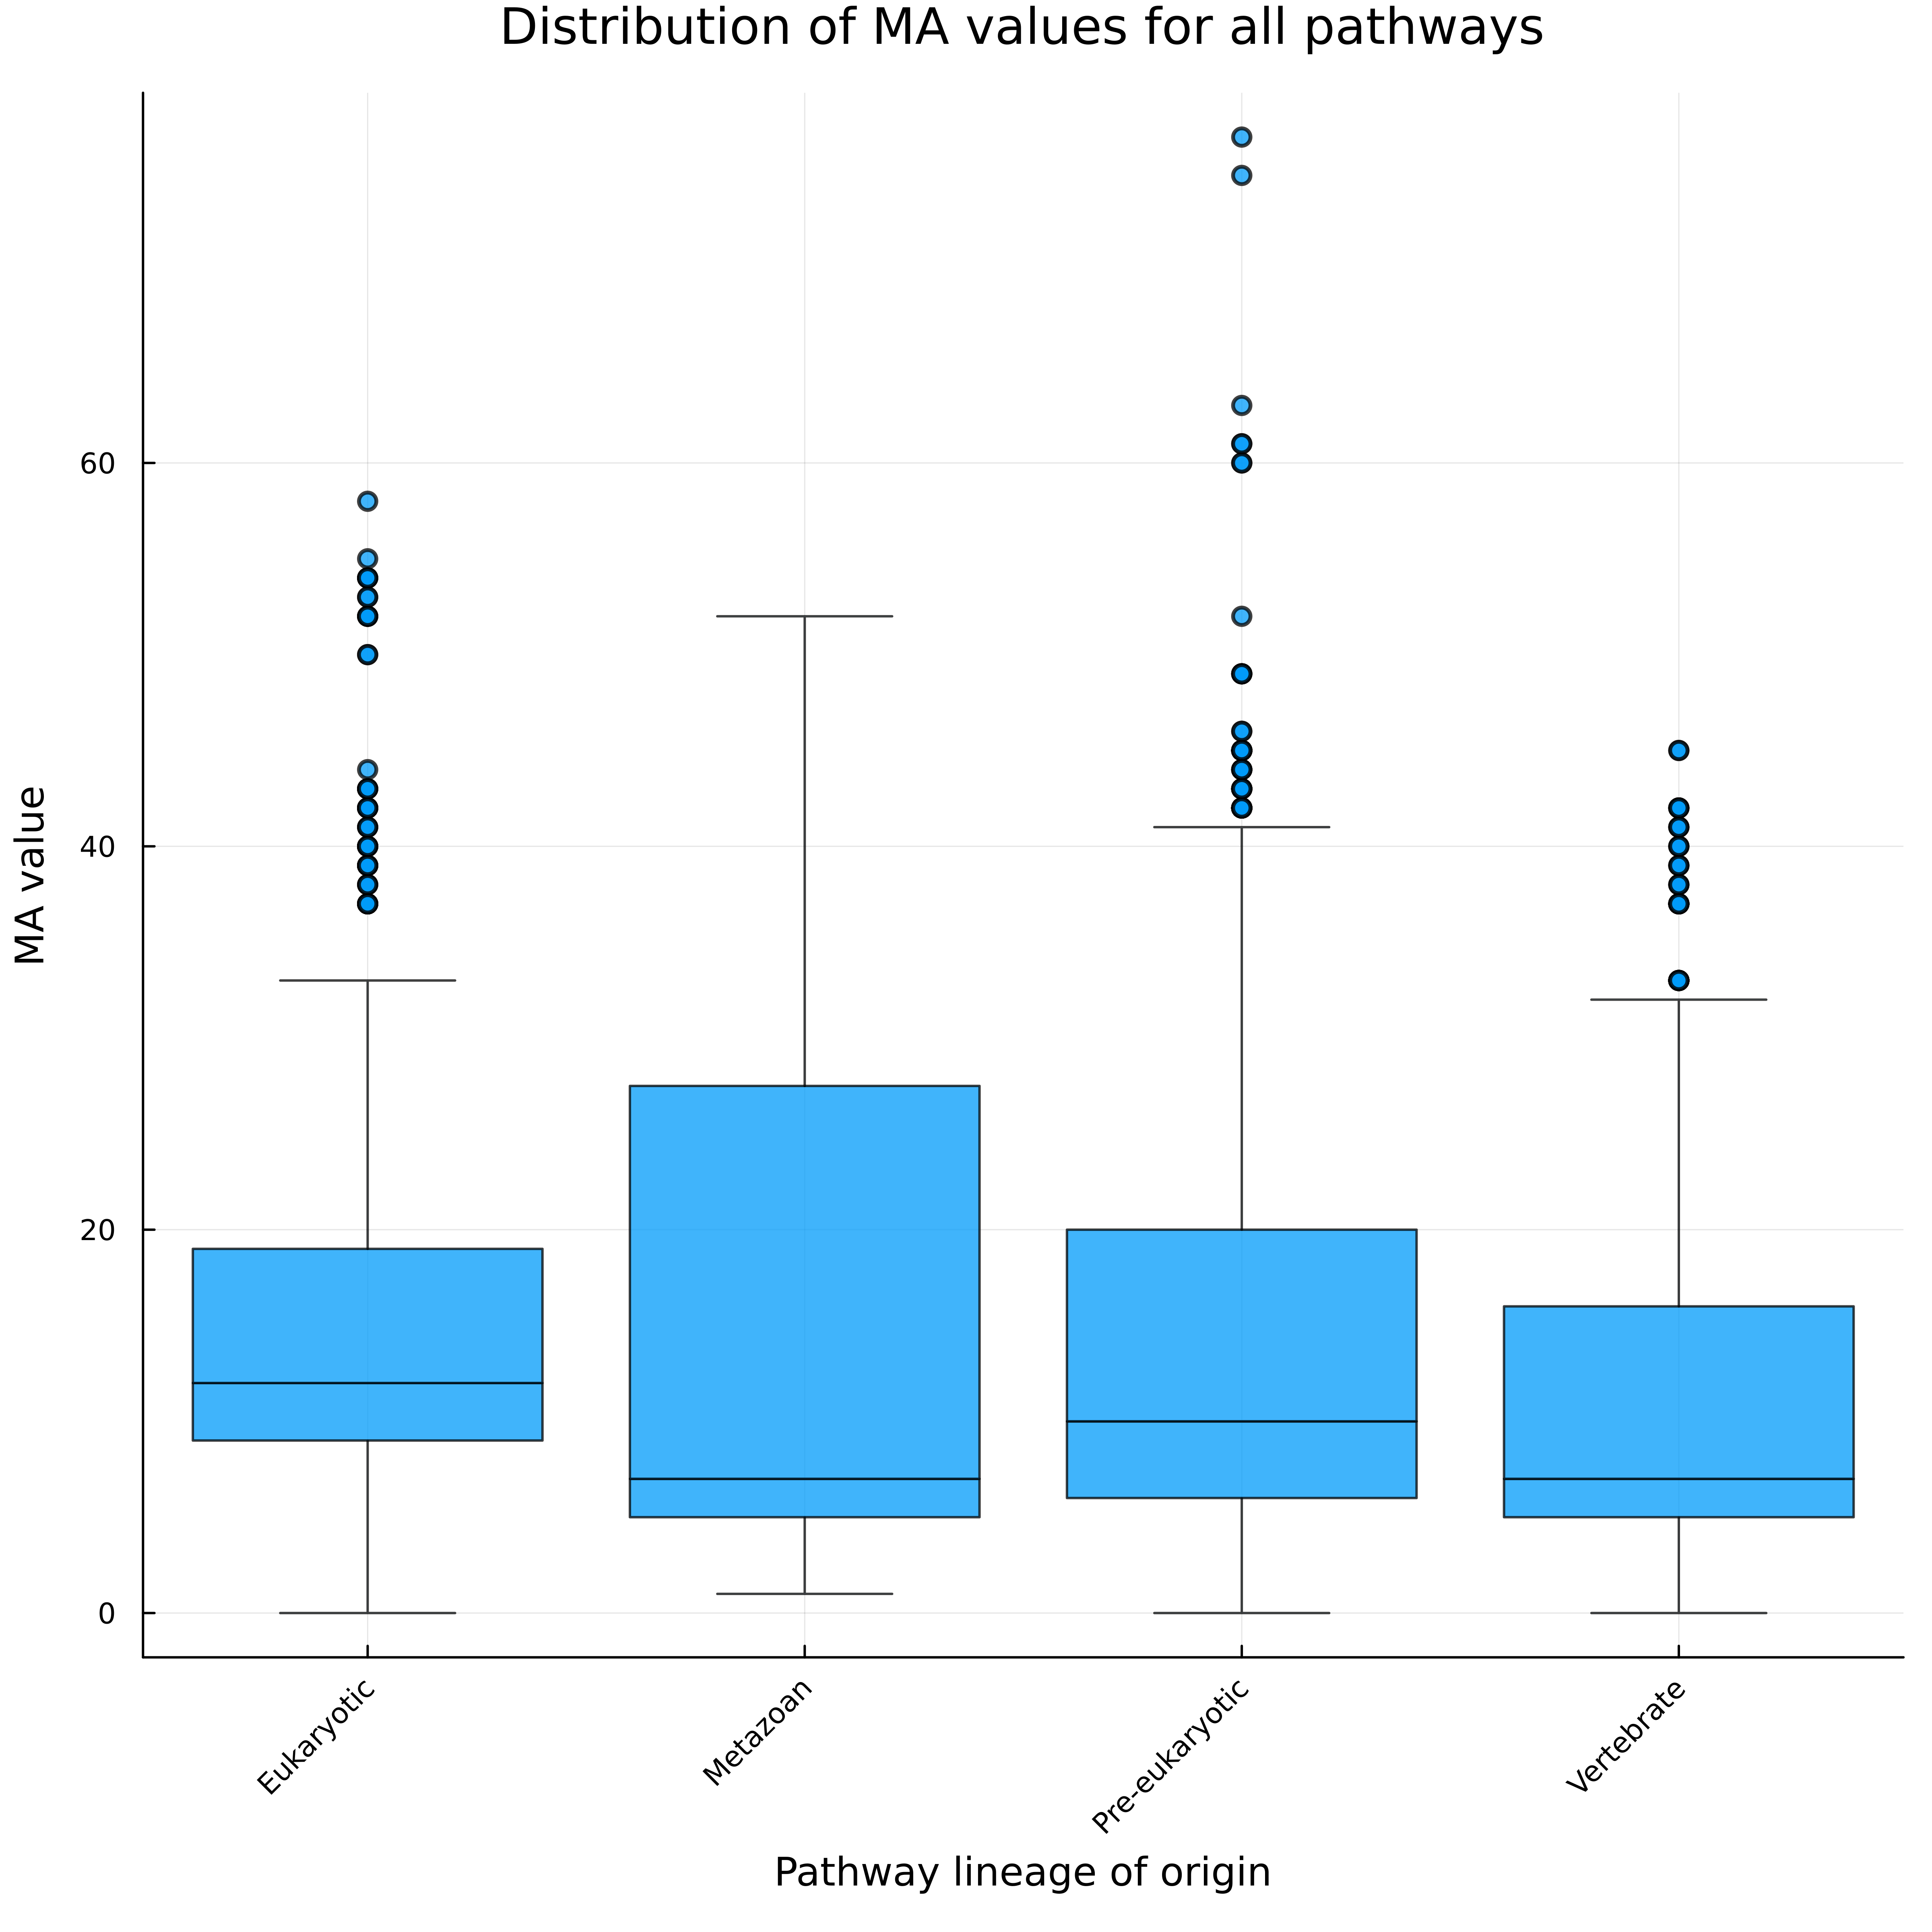 Distribution of MA values for all pathways
MA value
60
40
20
0
Eukaryotic
Metazoan
Pre-eukaryotic
Vertebrate
Pathway lineage of origin